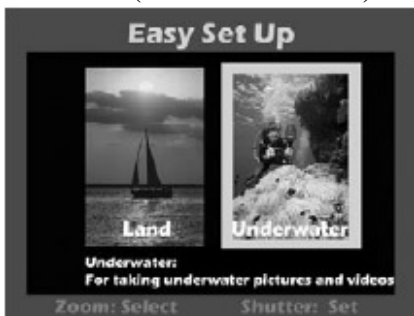 Easy Set Up
Land
Underwater
Underwater:
For taking underwater pictures and videos
Zoom: Select
Shutter: Set